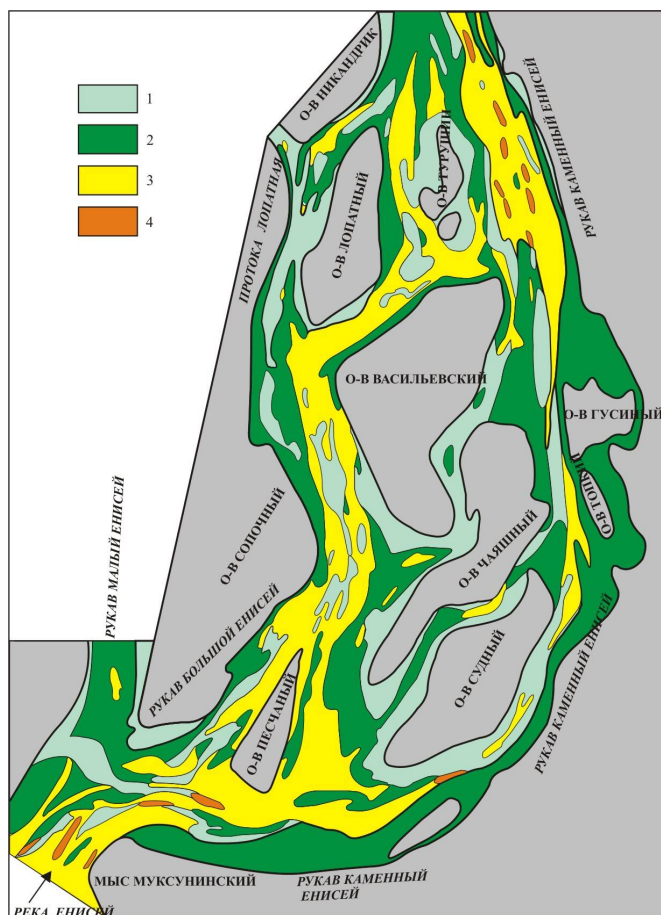 О-В НИКАНДРИК
1
2
3
4
О-В ТУРУШИН
РУКАВ КАМЕННЫЙ ЕНИСЕЙ
ПРОТОКА ЛОПАТНАЯ
О-В ЛОПАТНЫЙ
О-В ВАСИЛЬЕВСКИЙ
О-В ГУСИНЫЙ
О-В ТОПКИЙ
О-В СОПОЧНЫЙ
О-В ЧАЯШНЫЙ
РУКАВ МАЛЫЙ ЕНИСЕЙ
РУКАВ БОЛЬШОЙ ЕНИСЕЙ
О-В СУДНЫЙ
РУКАВ КАМЕННЫЙ ЕНИСЕЙ
О-В ПЕСЧАНЫЙ
МЫС МУКСУНИНСКИЙ
РУКАВ КАМЕННЫЙ
ЕНИСЕЙ
РЕКА ЕНИСЕЙ